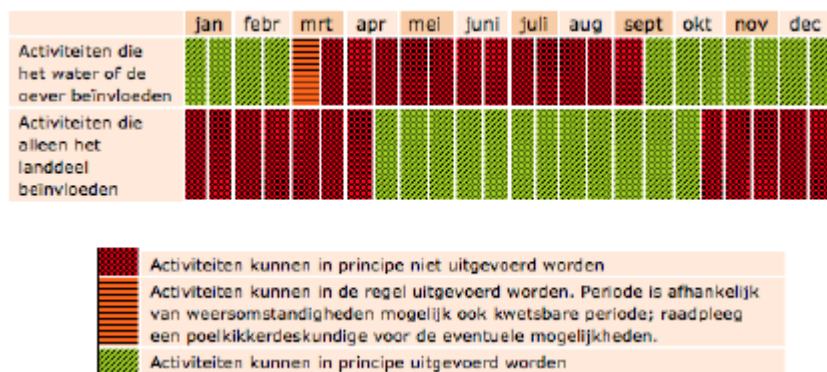 jan febr mrt apr mei juni juli aug sept okt nov dec
Activiteiten die
het water of de
oever beïnvloeden
Activiteiten die
alleen het
landdeel
beïnvloeden
Activiteiten kunnen in principe niet uitgevoerd worden
Activiteiten kunnen in de regel uitgevoerd worden. Periode is afhankelijk
van weersomstandigheden mogelijk ook kwetsbare periode; raadpleeg
een poelkikkerdeskundige voor de eventuele mogelijkheden.
Activiteiten kunnen in principe uitgevoerd worden